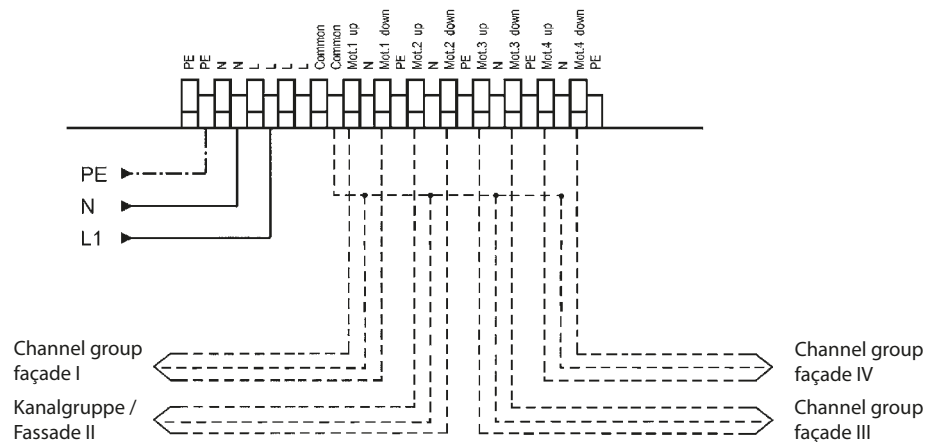 PE
PE
N
N
L
L
L
L
Common
Common
Mot.1 up
N
Mot.1 down
PE
Mot.2 up
N
Mot.2 down
PE
Mot.3 up
N
Mot.3 down
PE
Mot.4 up
N
Mot.4 down
PE
PE
N
L1
Channel group
façade I
Kanalgruppe /
Fassade II
Channel group
façade IV
Channel group
façade III